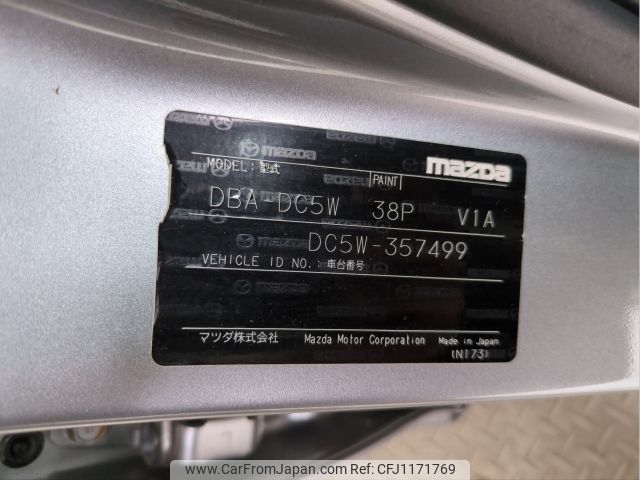 mazda
MODEL: 型式 PAINT
DBA-DC5W 38P V1A
DC5W-357499
VEHICLE ID NO.: 車台番号
マツダ株式会社 Mazda Motor Corporation Made in Japan
(N173)
www.CarFromJapan.com | REF No: CFJ1171769